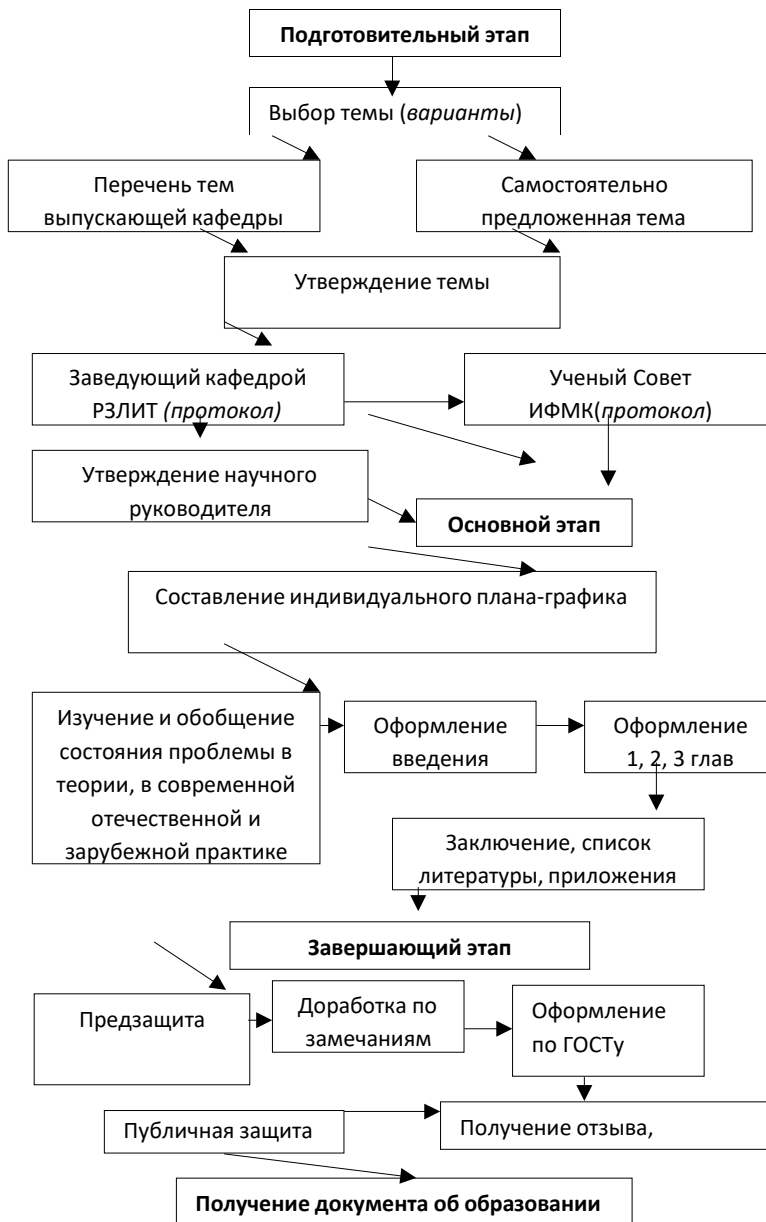 Подготовительный этап
Выбор темы (варианты)
Перечень тем
выпускающей кафедры
Самостоятельно
предложенная тема
Утверждение темы
Заведующий кафедрой
РЗЛИТ (протокол)
Ученый Совет
ИФМК(протокол)
Утверждение научного
руководителя
Основной этап
Составление индивидуального плана-графика
Изучение и обобщение
состояния проблемы в
теории, в современной
отечественной и
зарубежной практике
Оформление
введения
Оформление
1, 2, 3 глав
Заключение, список
литературы, приложения
Завершающий этап
Предзащита
Доработка по
замечаниям
Оформление
по ГОСТу
Публичная защита
Получение отзыва,
Получение документа об образовании